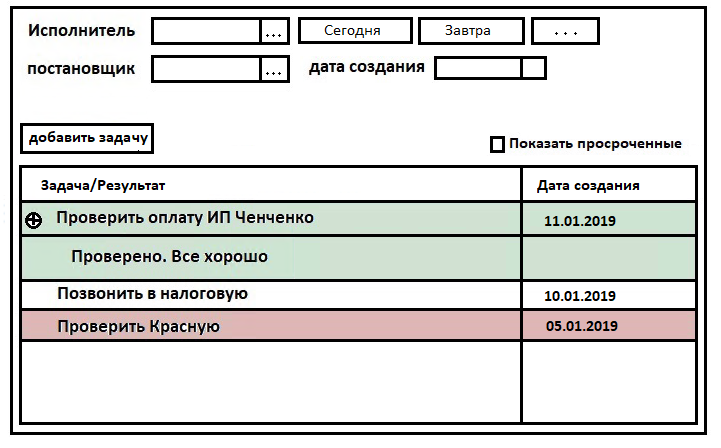 Исполнитель ... Сегодня Завтра ...
постановщик ... дата создания
добавить задачу Показать просроченные
Задача/Результат Дата создания
Проверить оплату ИП Ченченко 11.01.2019
Проверено. Все хорошо
Позвонить в налоговую 10.01.2019
Проверить Красную 05.01.2019